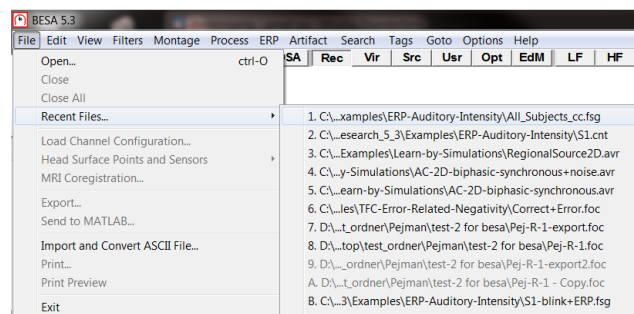 BESA 5.3
File Edit View Filters Montage Process ERP Artifact Search Tags Goto Options Help
SA Rec Vir Src Usr Opt EdM LF HF
Open... ctrl-O
Close
Close All
Recent Files...
Load Channel Configuration...
Head Surface Points and Sensors
MRI Coregistration...
Export...
Send to MATLAB...
Import and Convert ASCII File...
Print...
Print Preview
Exit
1. C:\...xamples\ERP-Auditory-Intensity\All_Subjects_cc.fsg
2. C:\...esearch_5_3\Examples\ERP-Auditory-Intensity\S1.cnt
3. C:\...Examples\Learn-by-Simulations\RegionalSource2D.avr
4. C:\...y-Simulations\AC-2D-biphasic-synchronous+noise.avr
5. C:\...earn-by-Simulations\AC-2D-biphasic-synchronous.avr
6. C:\...les\TFC-Error-Related-Negativity\Correct+Error.foc
7. D:\...t_ordner\Pejman\test-2 for besa\Pej-R-1-export.foc
8. D:\...top\test_ordner\Pejman\test-2 for besa\Pej-R-1.foc
9. D:\..._ordner\Pejman\test-2 for besa\Pej-R-1-export2.foc
A. D:\...t_ordner\Pejman\test-2 for besa\Pej-R-1 - Copy.foc
B. C:\...3\Examples\ERP-Auditory-Intensity\S1-blink+ERP.fsg